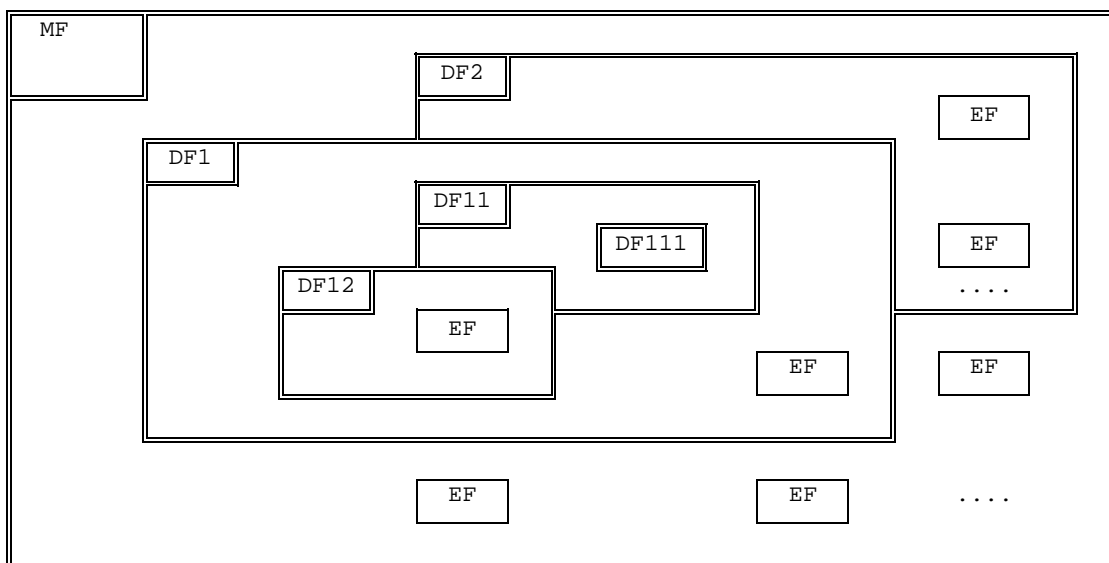 MF
DF2
EF
DF1
DF11
DF111
EF
DF12
....
EF
EF
EF
EF
EF
....